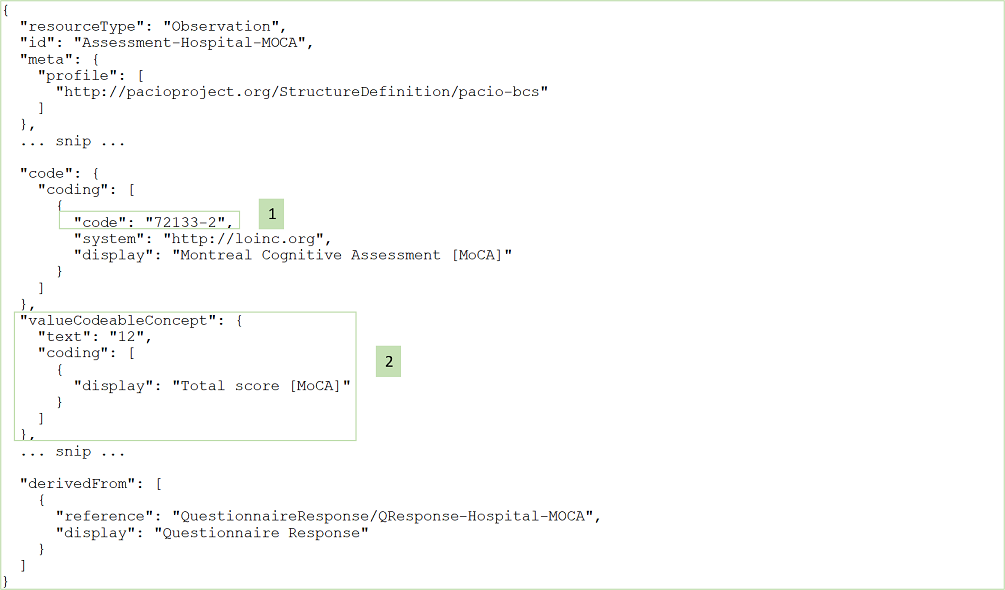 {
  "resourceType": "Observation",
  "id": "Assessment-Hospital-MOCA",
  "meta": {
    "profile": [
      "http://pacioproject.org/StructureDefinition/pacio-bcs"
    ]
  },
  ... snip ...
  "code": {
    "coding": [
      {
        "code": "72133-2", 1
        "system": "http://loinc.org",
        "display": "Montreal Cognitive Assessment [MoCA]"
      }
    ]
  },
  "valueCodeableConcept": {
    "text": "12",
    "coding": [
      { 2
        "display": "Total score [MoCA]"
      }
    ]
  },
  ... snip ...
  "derivedFrom": [
    {
      "reference": "QuestionnaireResponse/QResponse-Hospital-MOCA",
      "display": "Questionnaire Response"
    }
  ]
}